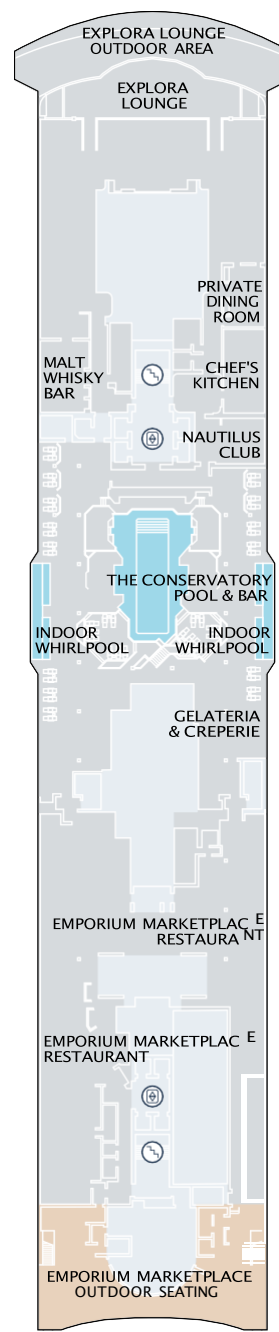 EXPLORA LOUNGE
OUTDOOR AREA
EXPLORA
LOUNGE
PRIVATE
DINING
ROOM
MALT
WHISKY
BAR
CHEF'S
KITCHEN
NAUTILUS
CLUB
THE CONSERVATORY
POOL & BAR
INDOOR
WHIRLPOOL
INDOOR
WHIRLPOOL
GELATERIA
& CREPERIE
EMPORIUM MARKETPLAC E
RESTAURA NT
EMPORIUM MARKETPLAC E
RESTAURANT
EMPORIUM MARKETPLACE
OUTDOOR SEATING